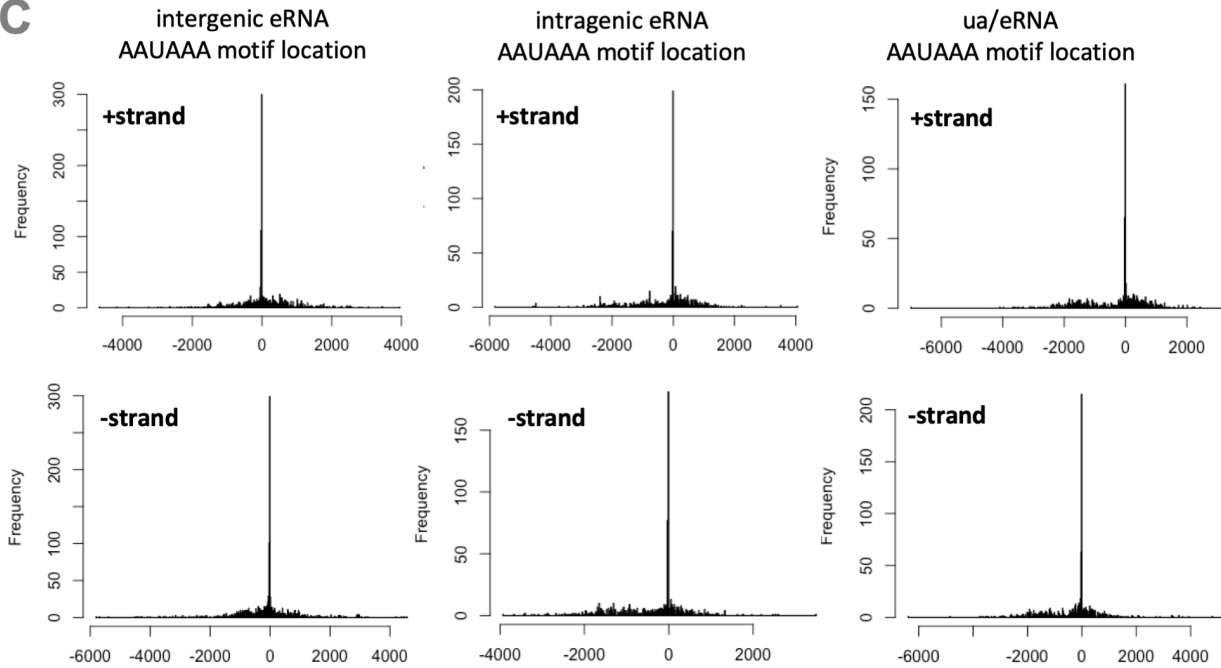 C
intergenic eRNA
AAUAAA motif location
intragenic eRNA
AAUAAA motif location
ua/eRNA
AAUAAA motif location
+strand
Frequency
0 50 100 200 300
-4000 -2000 0 2000 4000
+strand
0 50 100 150 200
-6000 -4000 -2000 0 2000 4000
+strand
Frequency
0 50 100 150
-6000 -4000 -2000 0 2000
-strand
Frequency
0 50 100 200 300
-6000 -4000 -2000 0 2000 4000
-strand
Frequency
0 50 100 150
-4000 -2000 0 2000
-strand
Frequency
0 50 100 150 200
-6000 -2000 0 2000 4000